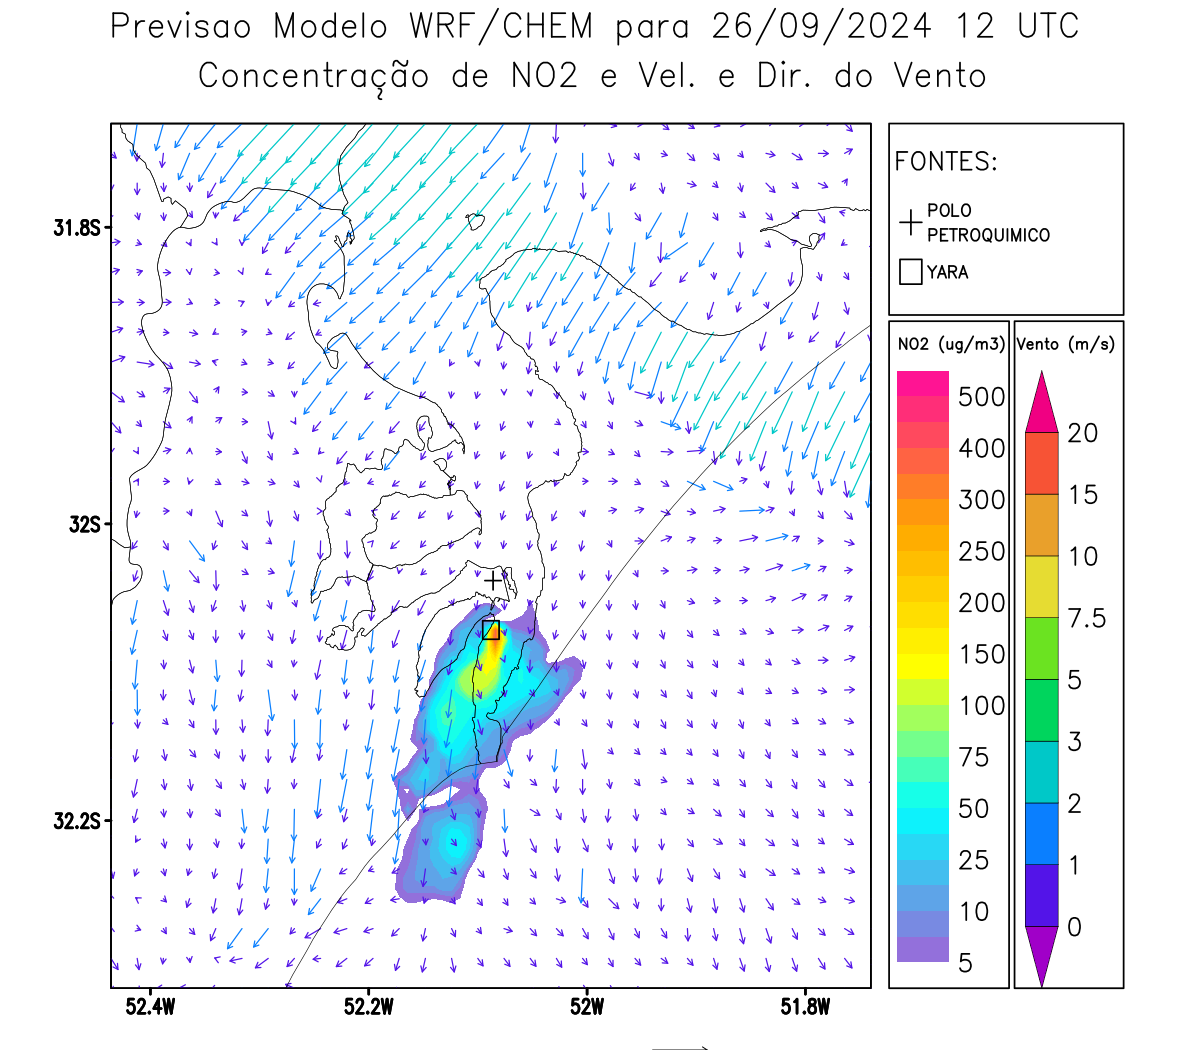 Previsao Modelo WRF/CHEM para 26/09/2024 12 UTC
Concentração de NO2 e Vel. e Dir. do Vento
FONTES:
POLO
PETROQUIMICO
YARA
NO2 (ug/m3)
500
400
300
250
200
150
100
75
50
25
10
5
Vento (m/s)
20
15
10
7.5
5
3
2
1
0
31.8S
32S
32.2S
52.4W
52.2W
52W
51.8W